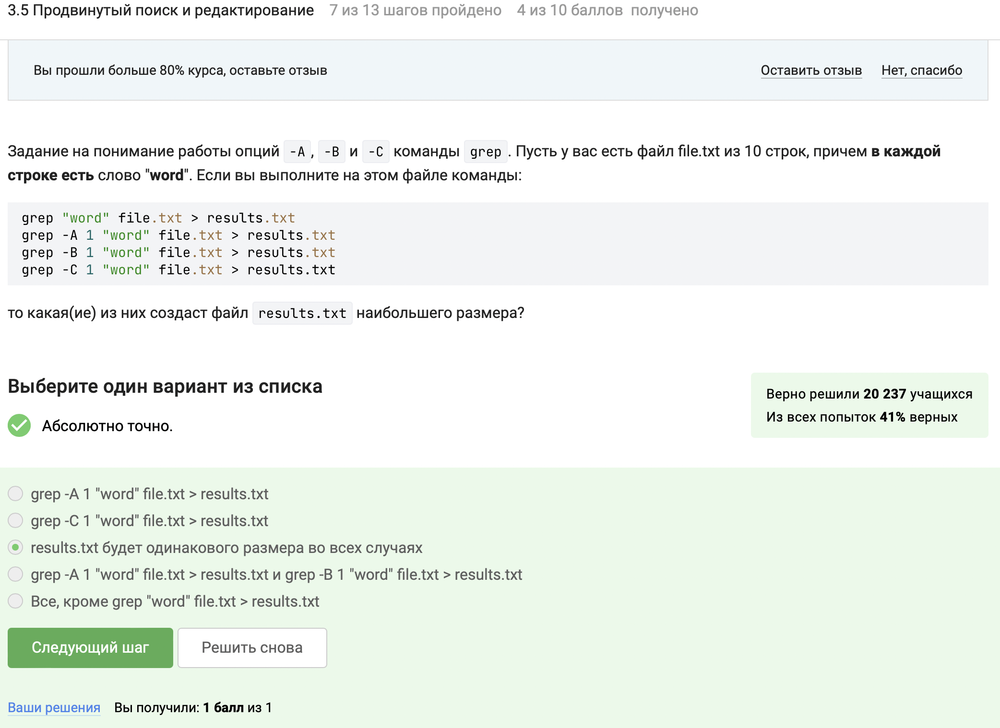 3.5 Продвинутый поиск и редактирование 7 из 13 шагов пройдено 4 из 10 баллов получено
Вы прошли больше 80% курса, оставьте отзыв Оставить отзыв Нет, спасибо
Задание на понимание работы опций -A, -B и -C команды grep. Пусть у вас есть файл file.txt из 10 строк, причем в каждой
строке есть слово "word". Если вы выполните на этом файле команды:
grep "word" file.txt > results.txt
grep -A 1 "word" file.txt > results.txt
grep -B 1 "word" file.txt > results.txt
grep -C 1 "word" file.txt > results.txt
то какая(ие) из них создаст файл results.txt наибольшего размера?
Выберите один вариант из списка
Абсолютно точно.
Верно решили 20 237 учащихся
Из всех попыток 41% верных
grep -A 1 "word" file.txt > results.txt
grep -C 1 "word" file.txt > results.txt
results.txt будет одинакового размера во всех случаях
grep -A 1 "word" file.txt > results.txt и grep -B 1 "word" file.txt > results.txt
Все, кроме grep "word" file.txt > results.txt
Следующий шаг Решить снова
Ваши решения Вы получили: 1 балл из 1